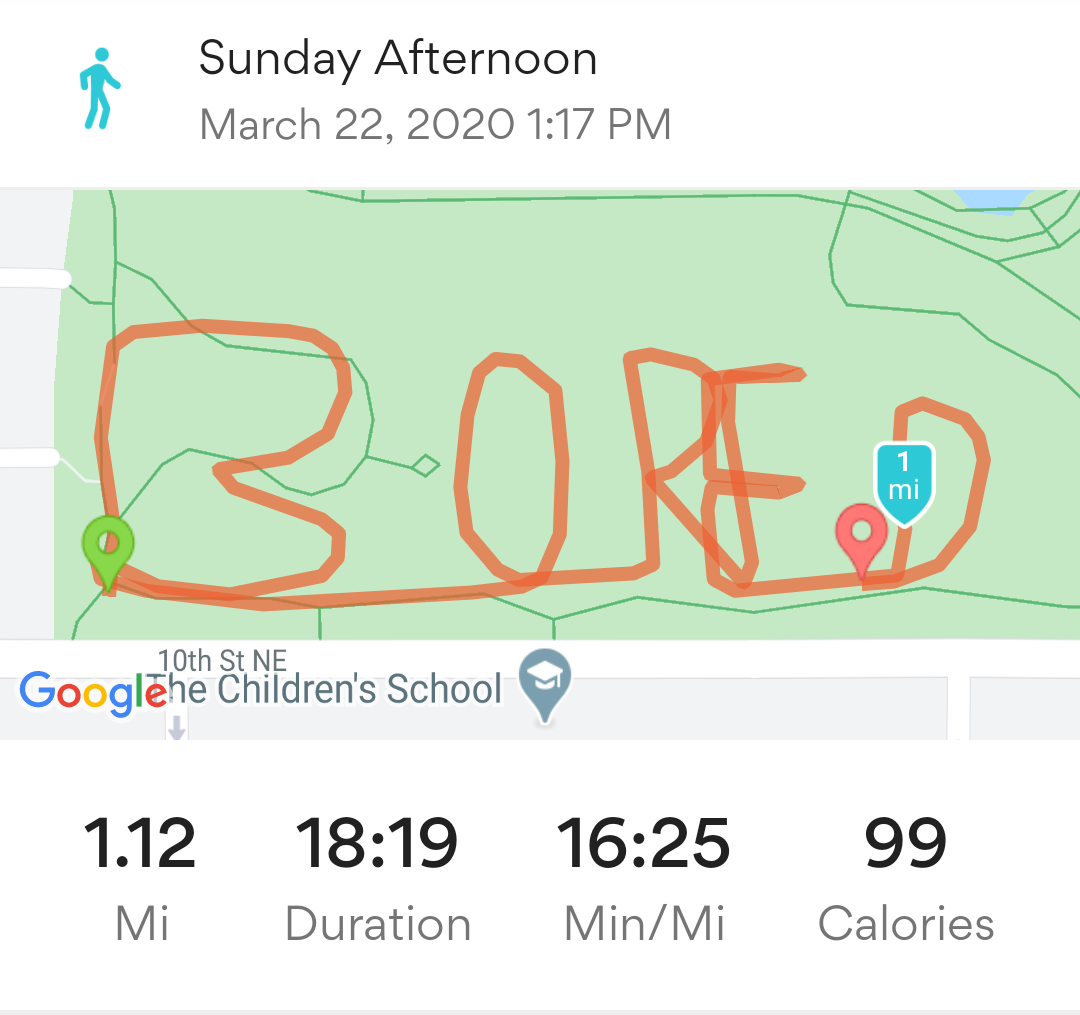 Sunday Afternoon
March 22, 2020 1:17 PM
BORED
1
mi
10th St NE
Google
The Children's School
1.12
18:19
16:25
99
Mi
Duration
Min/Mi
Calories